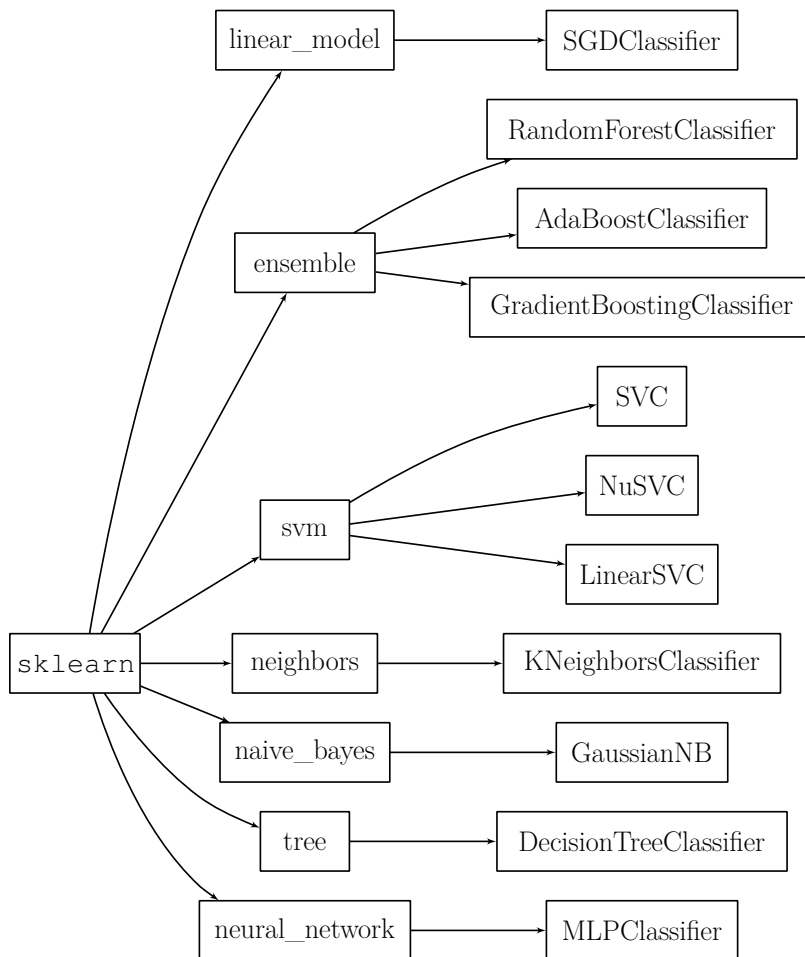 linear_model
SGDClassifier
RandomForestClassifier
AdaBoostClassifier
ensemble
GradientBoostingClassifier
SVC
NuSVC
svm
LinearSVC
sklearn
neighbors
KNeighborsClassifier
naive_bayes
GaussianNB
tree
DecisionTreeClassifier
neural_network
MLPClassifier